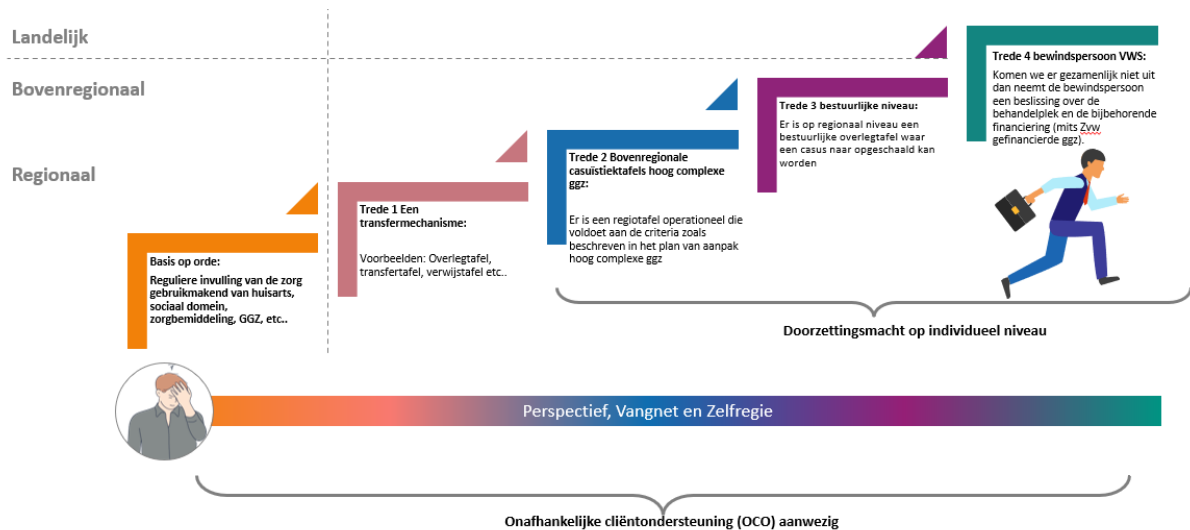 Landelijk
Bovenregionaal
Regionaal
Basis op orde:
Reguliere invulling van de zorg
gebruikmakend van huisarts,
sociaal domein,
zorgbemiddeling, GGZ, etc..
Trede 1 Een
transfermechanisme:
Voorbeelden: Overlegtafel,
transfertafel, verwijstafel etc..
Trede 2 Bovenregionale
casuïstiektafels hoog complexe
ggz:
Er is een regiotafel operationeel die
voldoet aan de criteria zoals
beschreven in het plan van aanpak
hoog complexe ggz
Trede 3 bestuurlijke niveau:
Er is op regionaal niveau een
bestuurlijke overlegtafel waar
een casus naar opgeschaald kan
worden
Trede 4 bewindspersoon VWS:
Komen we er gezamenlijk niet uit
dan neemt de bewindspersoon
een beslissing over de
behandelplek en de bijbehorende
financiering (mits Zvw
gefinancierde ggz).
Doorzettingsmacht op individueel niveau
Perspectief, Vangnet en Zelfregie
Onafhankelijke cliëntondersteuning (OCO) aanwezig